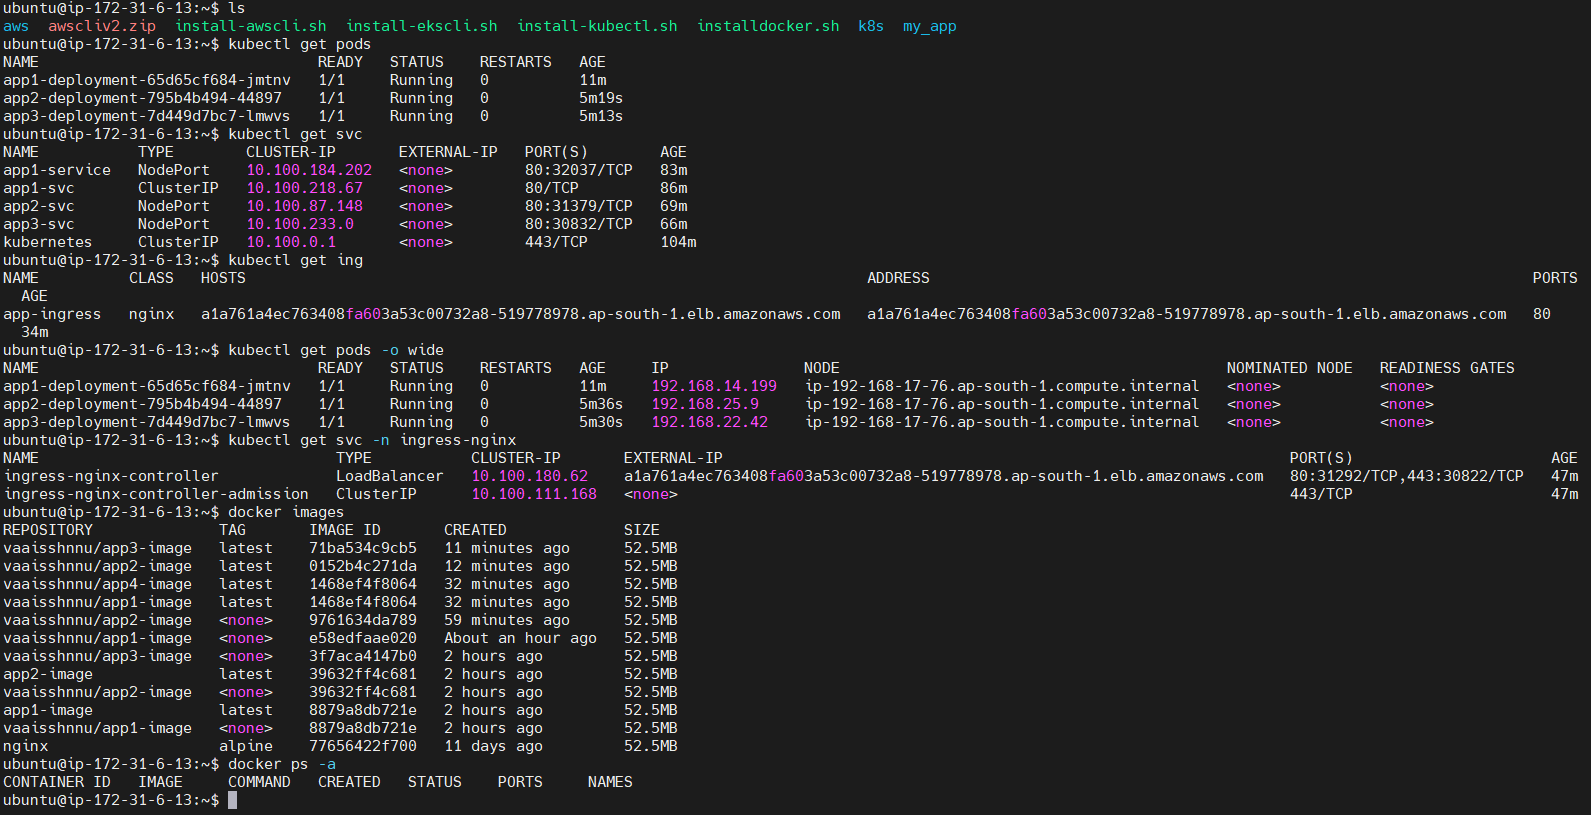 ubuntu@ip-172-31-6-13:~$ ls
aws  awscliv2.zip  install-awscli.sh  install-ekscli.sh  install-kubectl.sh  installdocker.sh  k8s  my_app
ubuntu@ip-172-31-6-13:~$ kubectl get pods
NAME                               READY   STATUS    RESTARTS   AGE
app1-deployment-65d65cf684-jmtnv   1/1     Running   0          11m
app2-deployment-795b4b494-44897    1/1     Running   0          5m19s
app3-deployment-7d449d7bc7-lmwvs   1/1     Running   0          5m13s
ubuntu@ip-172-31-6-13:~$ kubectl get svc
NAME           TYPE        CLUSTER-IP       EXTERNAL-IP   PORT(S)        AGE
app1-service   NodePort    10.100.184.202   <none>        80:32037/TCP   83m
app1-svc       ClusterIP   10.100.218.67    <none>        80/TCP         86m
app2-svc       NodePort    10.100.87.148    <none>        80:31379/TCP   69m
app3-svc       NodePort    10.100.233.0     <none>        80:30832/TCP   66m
kubernetes     ClusterIP   10.100.0.1       <none>        443/TCP        104m
ubuntu@ip-172-31-6-13:~$ kubectl get ing
NAME          CLASS   HOSTS                                                                     ADDRESS                                                                   PORTS
  AGE
app-ingress   nginx   a1a761a4ec763408fa603a53c00732a8-519778978.ap-south-1.elb.amazonaws.com   a1a761a4ec763408fa603a53c00732a8-519778978.ap-south-1.elb.amazonaws.com   80
  34m
ubuntu@ip-172-31-6-13:~$ kubectl get pods -o wide
NAME                               READY   STATUS    RESTARTS   AGE     IP               NODE                                           NOMINATED NODE   READINESS GATES
app1-deployment-65d65cf684-jmtnv   1/1     Running   0          11m     192.168.14.199   ip-192-168-17-76.ap-south-1.compute.internal   <none>           <none>
app2-deployment-795b4b494-44897    1/1     Running   0          5m36s   192.168.25.9     ip-192-168-17-76.ap-south-1.compute.internal   <none>           <none>
app3-deployment-7d449d7bc7-lmwvs   1/1     Running   0          5m30s   192.168.22.42    ip-192-168-17-76.ap-south-1.compute.internal   <none>           <none>
ubuntu@ip-172-31-6-13:~$ kubectl get svc -n ingress-nginx
NAME                                 TYPE           CLUSTER-IP       EXTERNAL-IP                                                               PORT(S)                      AGE
ingress-nginx-controller             LoadBalancer   10.100.180.62    a1a761a4ec763408fa603a53c00732a8-519778978.ap-south-1.elb.amazonaws.com   80:31292/TCP,443:30822/TCP   47m
ingress-nginx-controller-admission   ClusterIP      10.100.111.168   <none>                                                                    443/TCP                      47m
ubuntu@ip-172-31-6-13:~$ docker images
REPOSITORY              TAG       IMAGE ID       CREATED             SIZE
vaaisshnnu/app3-image   latest    71ba534c9cb5   11 minutes ago      52.5MB
vaaisshnnu/app2-image   latest    0152b4c271da   12 minutes ago      52.5MB
vaaisshnnu/app4-image   latest    1468ef4f8064   32 minutes ago      52.5MB
vaaisshnnu/app1-image   latest    1468ef4f8064   32 minutes ago      52.5MB
vaaisshnnu/app2-image   <none>    9761634da789   59 minutes ago      52.5MB
vaaisshnnu/app1-image   <none>    e58edfaae020   About an hour ago   52.5MB
vaaisshnnu/app3-image   <none>    3f7aca4147b0   2 hours ago         52.5MB
app2-image              latest    39632ff4c681   2 hours ago         52.5MB
vaaisshnnu/app2-image   <none>    39632ff4c681   2 hours ago         52.5MB
app1-image              latest    8879a8db721e   2 hours ago         52.5MB
vaaisshnnu/app1-image   <none>    8879a8db721e   2 hours ago         52.5MB
nginx                   alpine    77656422f700   11 days ago         52.5MB
ubuntu@ip-172-31-6-13:~$ docker ps -a
CONTAINER ID   IMAGE     COMMAND   CREATED   STATUS    PORTS     NAMES
ubuntu@ip-172-31-6-13:~$